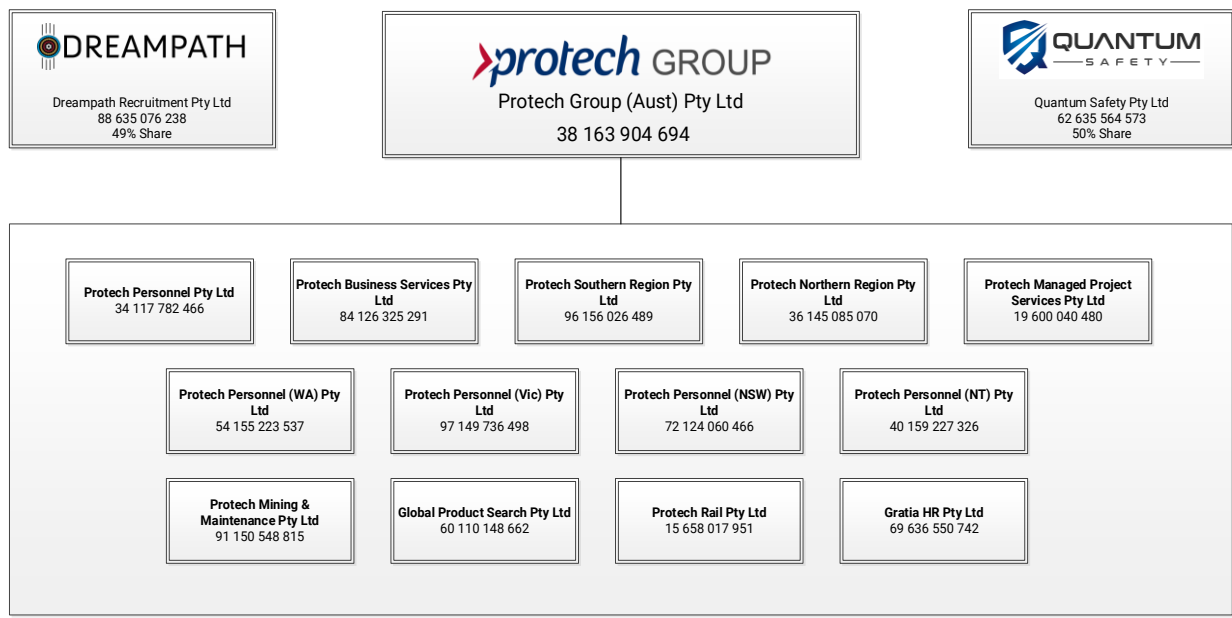 DREAMPATH
Dreampath Recruitment Pty Ltd
88 635 076 238
49% Share
protech GROUP
Protech Group (Aust) Pty Ltd
38 163 904 694
QUANTUM
SAFETY
Quantum Safety Pty Ltd
62 635 564 573
50% Share
Protech Personnel Pty Ltd
34 117 782 466
Protech Business Services Pty
Ltd
84 126 325 291
Protech Southern Region Pty
Ltd
96 156 026 489
Protech Northern Region Pty
Ltd
36 145 085 070
Protech Managed Project
Services Pty Ltd
19 600 040 480
Protech Personnel (WA) Pty
Ltd
54 155 223 537
Protech Personnel (Vic) Pty
Ltd
97 149 736 498
Protech Personnel (NSW) Pty
Ltd
72 124 060 466
Protech Personnel (NT) Pty
Ltd
40 159 227 326
Protech Mining &
Maintenance Pty Ltd
91 150 548 815
Global Product Search Pty Ltd
60 110 148 662
Protech Rail Pty Ltd
15 658 017 951
Gratia HR Pty Ltd
69 636 550 742